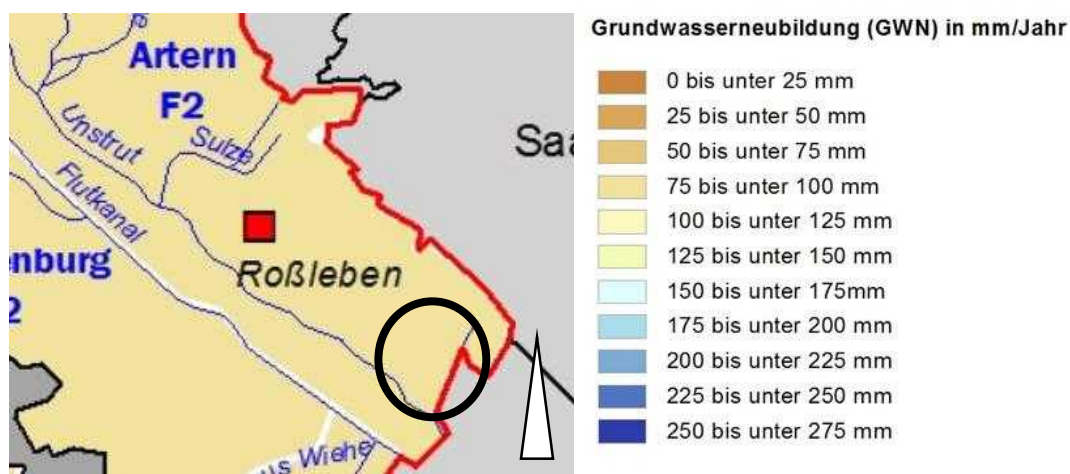 Artern
F2
Unstrut
Sulze
Flutkanal
Roßleben
Grundwasserneubildung (GWN) in mm/Jahr
0 bis unter 25 mm
25 bis unter 50 mm
50 bis unter 75 mm
75 bis unter 100 mm
100 bis unter 125 mm
125 bis unter 150 mm
150 bis unter 175mm
175 bis unter 200 mm
200 bis unter 225 mm
225 bis unter 250 mm
250 bis unter 275 mm
Saa
nburg
2
us Wiehe